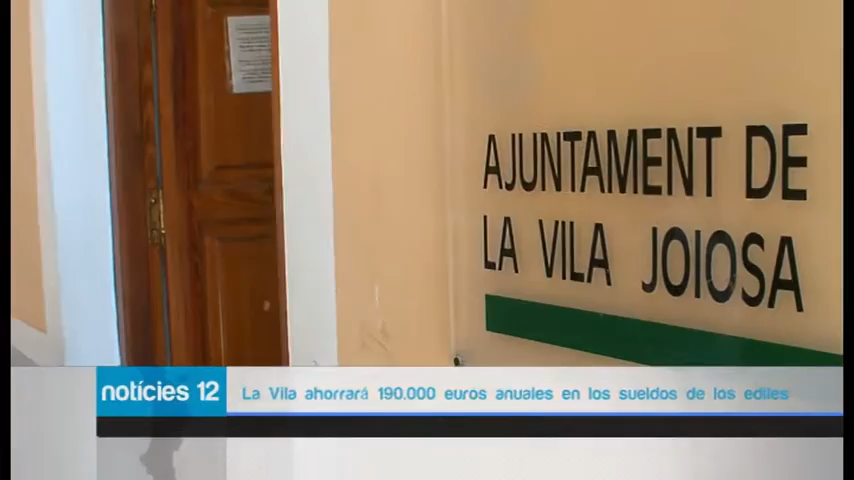 AJUNTAMENT DE
LA VILA JOIOSA
notícies 12 La Vila ahorrará 190.000 euros anuales en los sueldos de los ediles